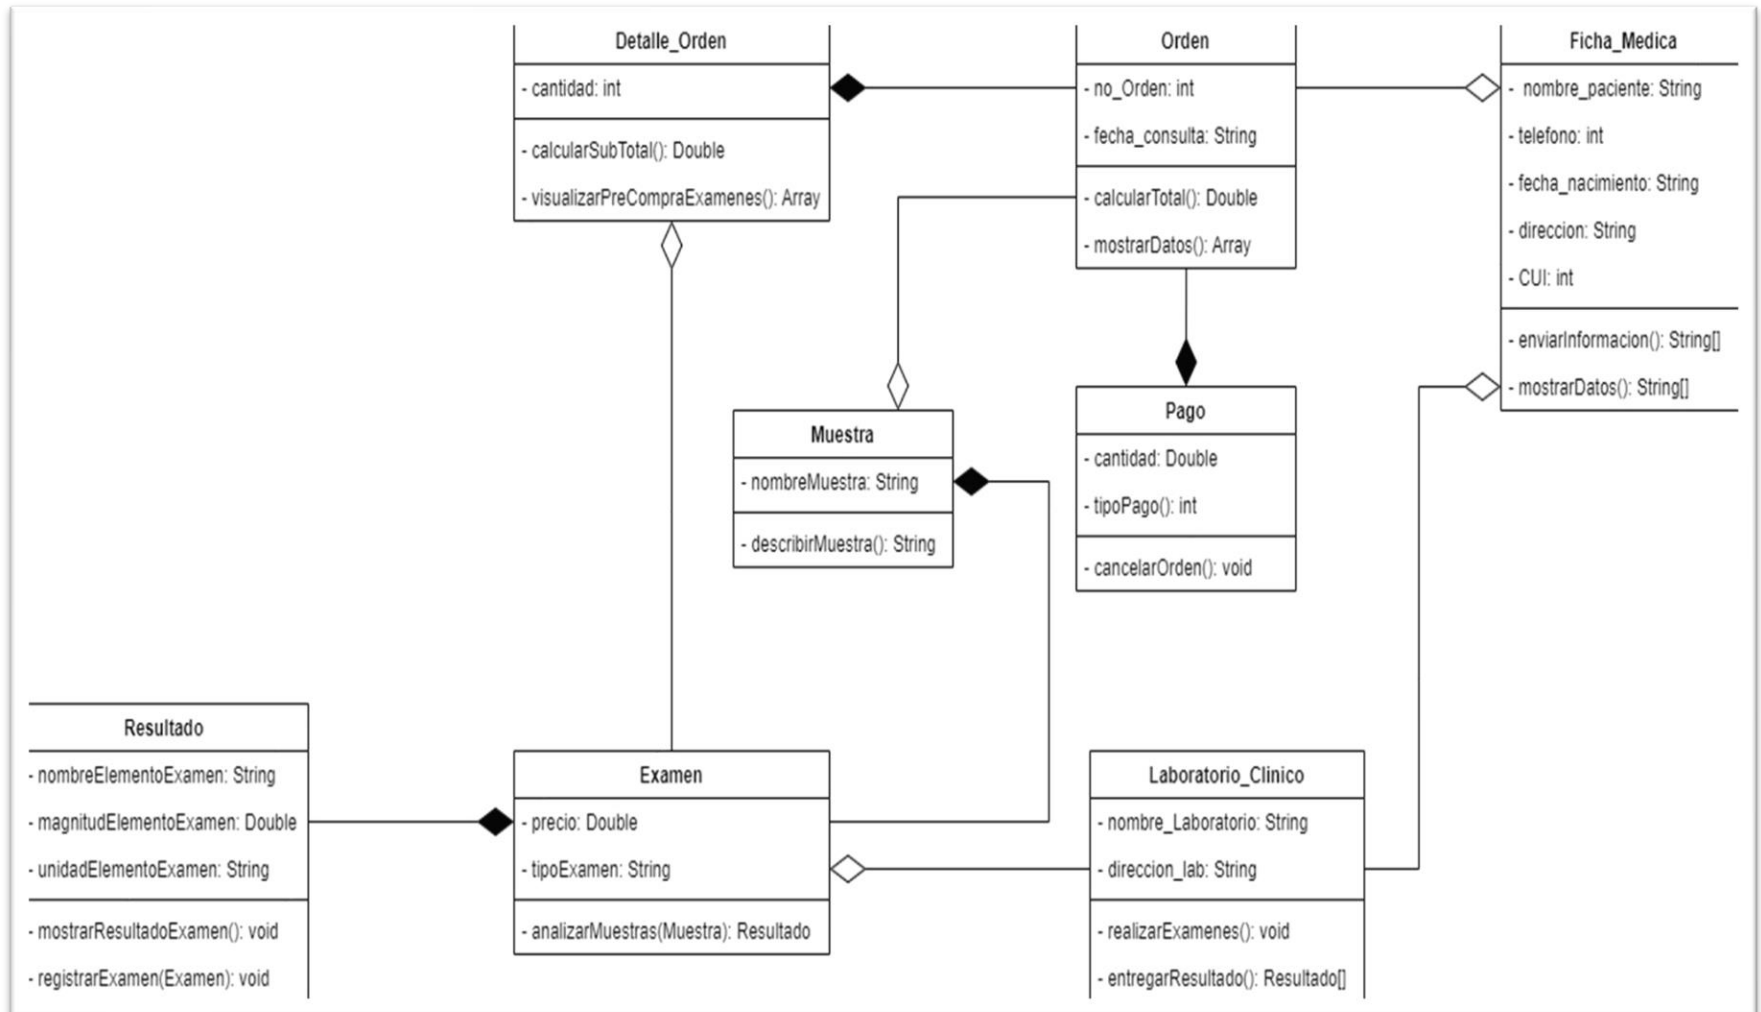 Detalle_Orden
- cantidad: int
- calcularSubTotal(): Double
- visualizarPreCompraExamenes(): Array
Orden
- no_Orden: int
- fecha_consulta: String
- calcularTotal(): Double
- mostrarDatos(): Array
Ficha_Medica
- nombre_paciente: String
- telefono: int
- fecha_nacimiento: String
- direccion: String
- CUI: int
- enviarInformacion(): String[]
- mostrarDatos(): String[]
Muestra
- nombreMuestra: String
- describirMuestra(): String
Pago
- cantidad: Double
- tipoPago(): int
- cancelarOrden(): void
Resultado
- nombreElementoExamen: String
- magnitudElementoExamen: Double
- unidadElementoExamen: String
- mostrarResultadoExamen(): void
- registrarExamen(Examen): void
Examen
- precio: Double
- tipoExamen: String
- analizarMuestras(Muestra): Resultado
Laboratorio_Clinico
- nombre_Laboratorio: String
- direccion_lab: String
- realizarExamenes(): void
- entregarResultado(): Resultado[]